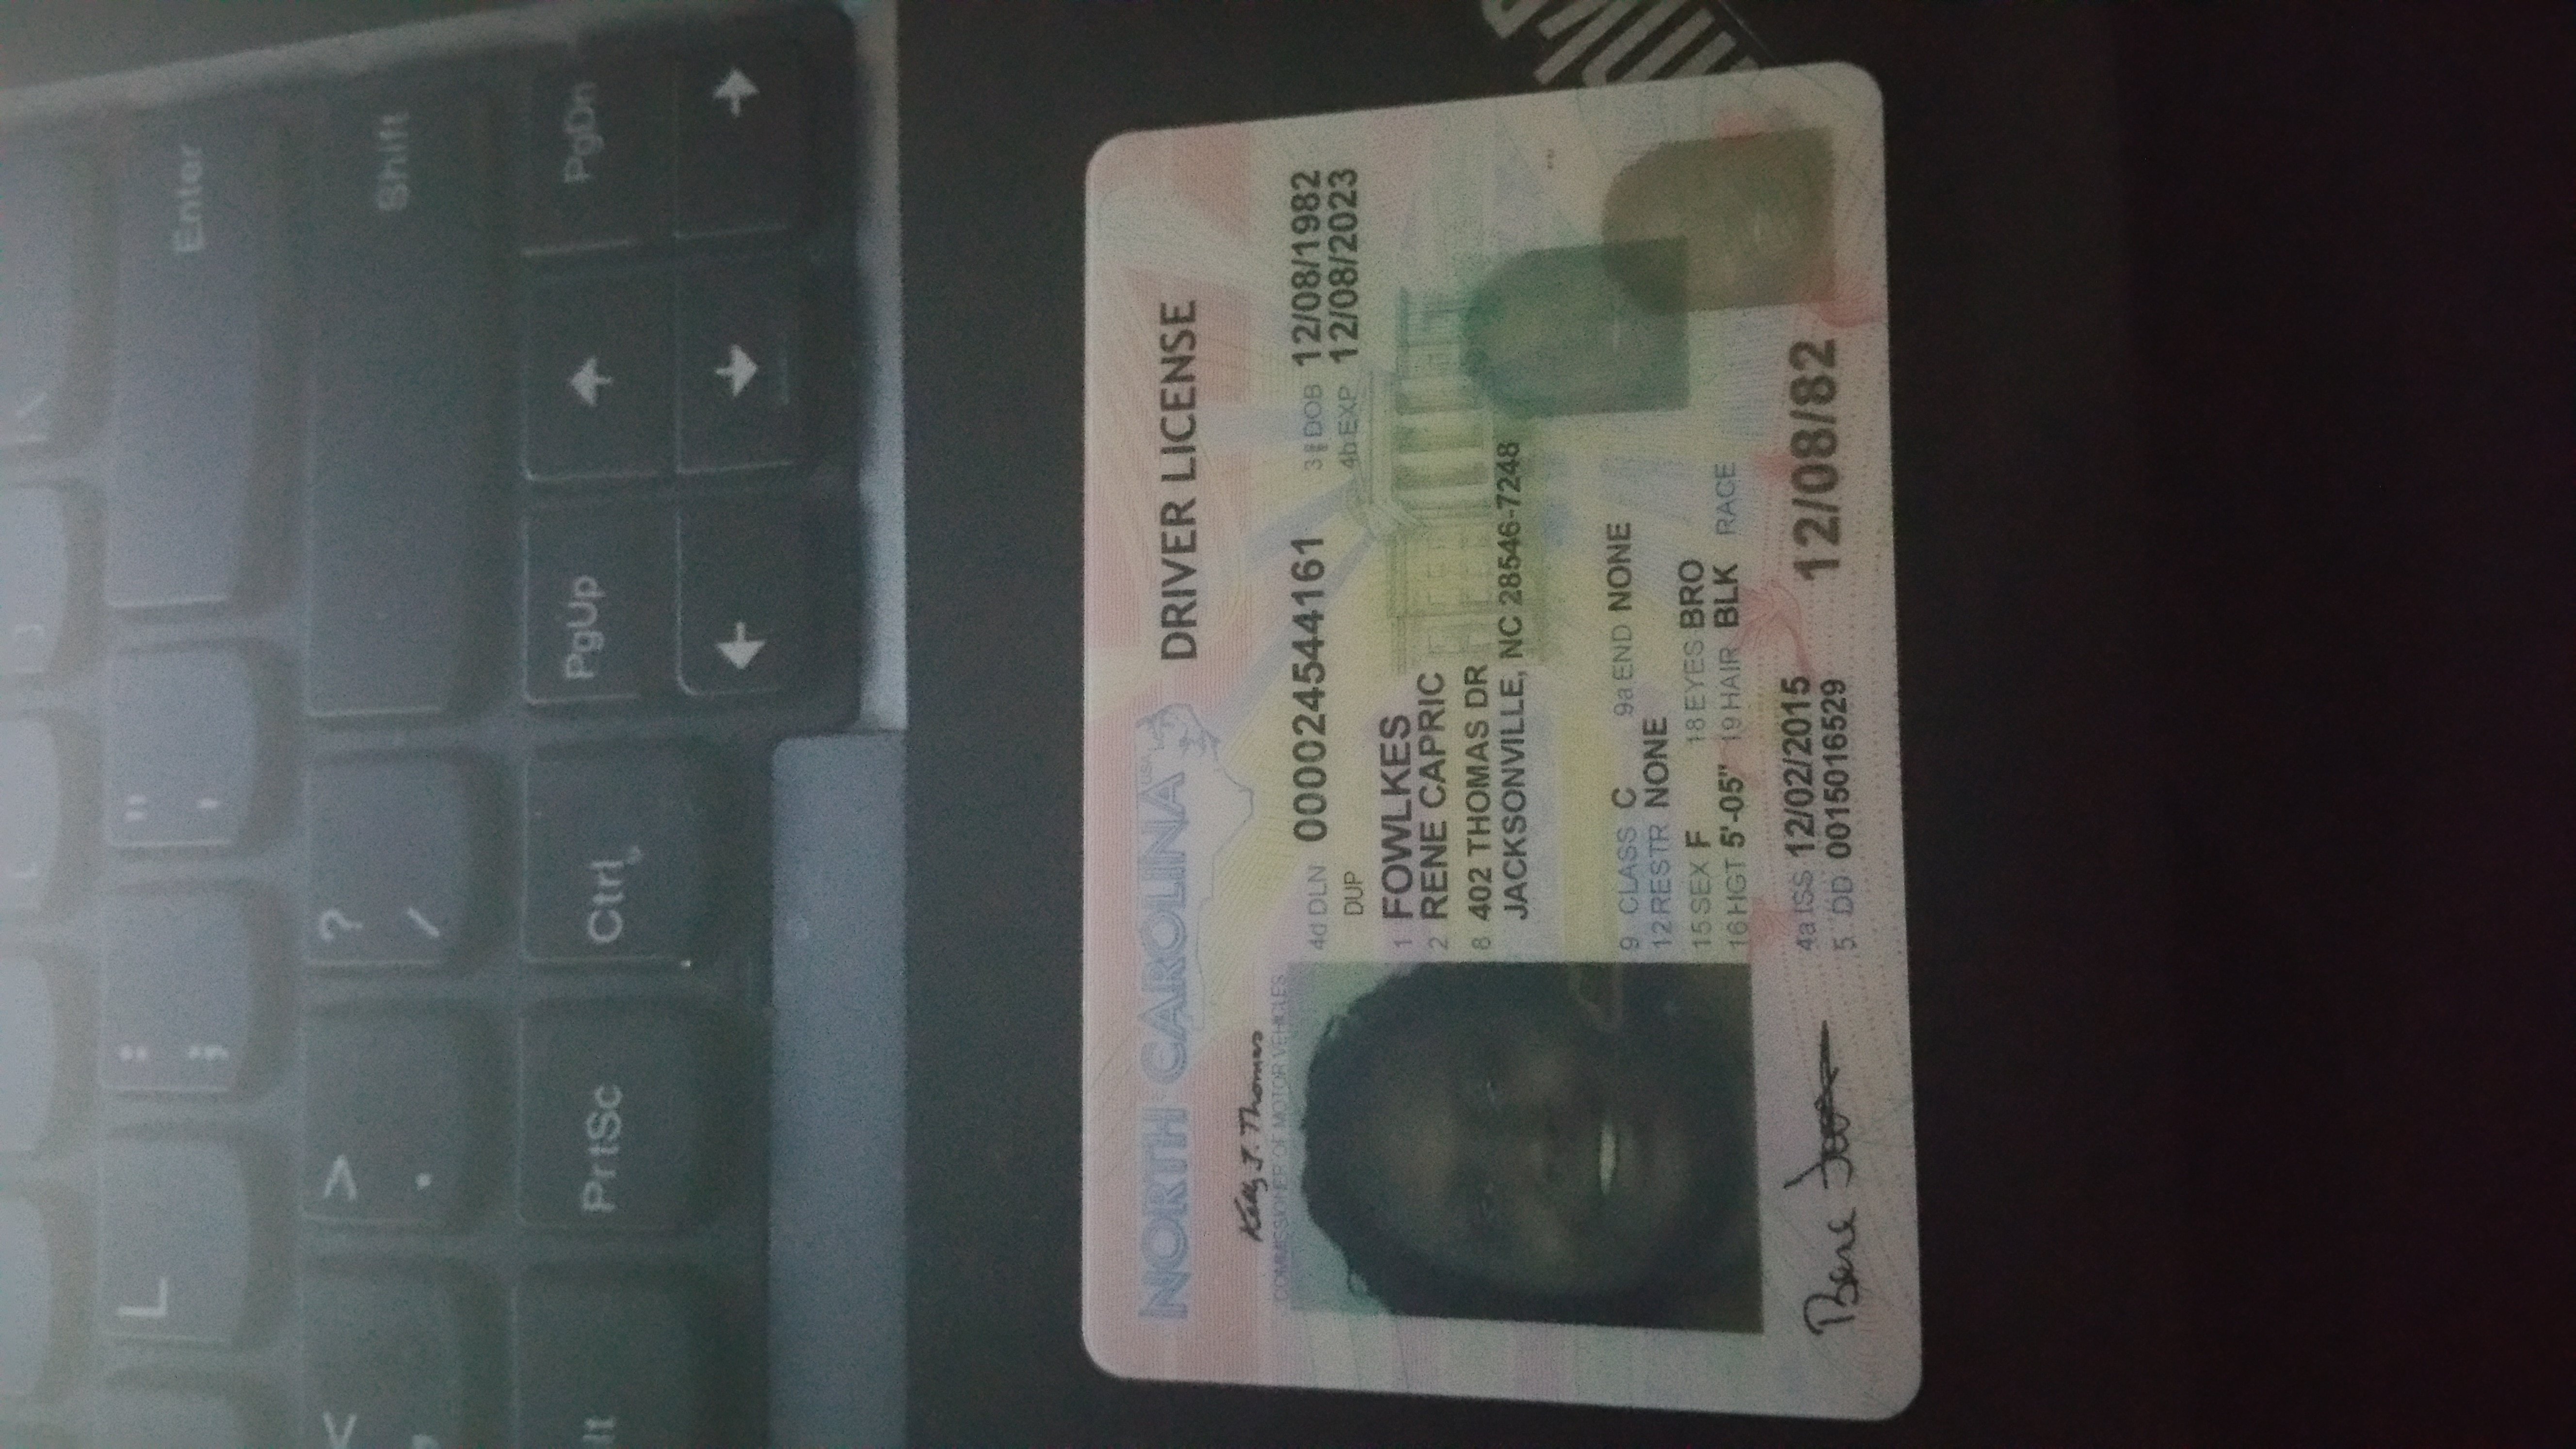 Enter
Shift
PgUp
PgDn
Ctrl
PrtSc
L
: ;
" '
> .
? /
<
NORTH CAROLINA USA DRIVER LICENSE
Kelly J. Thomas
COMMISSIONER OF MOTOR VEHICLES
4d DLN 000024544161 3 DOB 12/08/1982
DUP 4b EXP 12/08/2023
1 FOWLKES
2 RENE CAPRIC
8 402 THOMAS DR
JACKSONVILLE, NC 28546-7248
9 CLASS C 9a END NONE
12 RESTR NONE
15 SEX F 18 EYES BRO
16 HGT 5'-05" 19 HAIR BLK RACE
4a ISS 12/02/2015
5. DD 0015016529
12/08/82